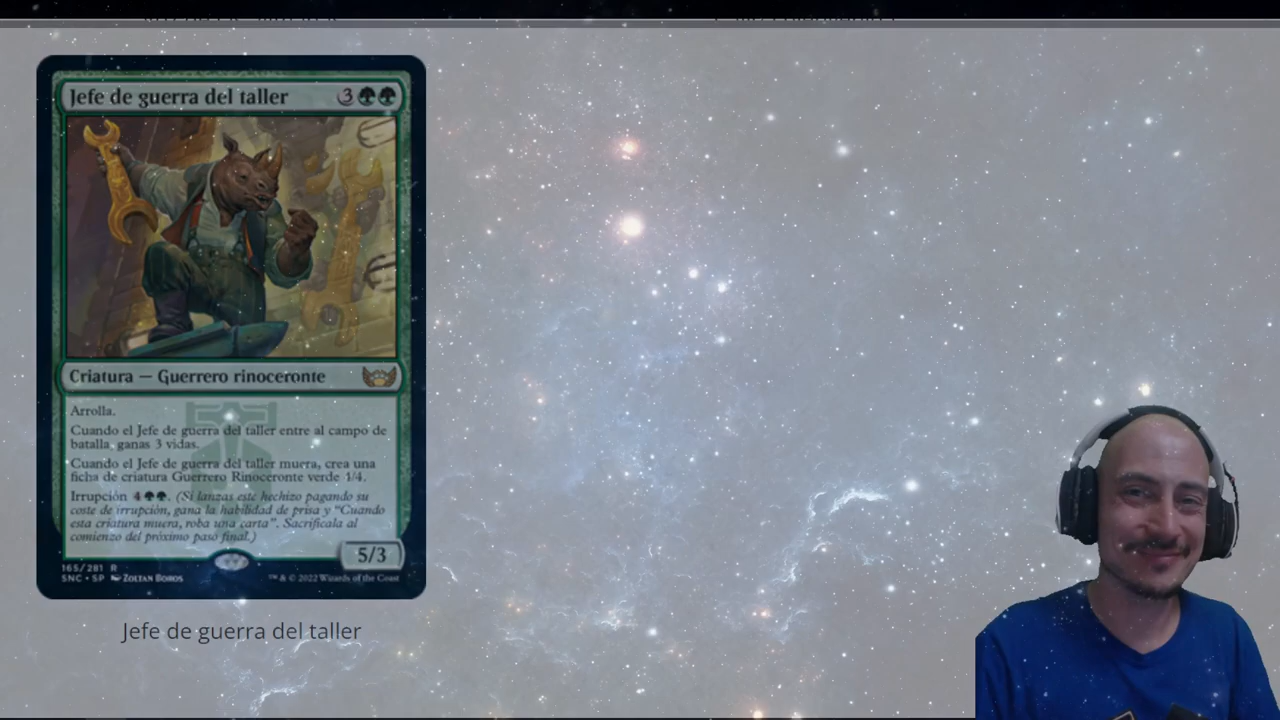 Jefe de guerra del taller 3
Criatura — Guerrero rinoceronte
Arrolla.
Cuando el Jefe de guerra del taller entre al campo de
batalla, ganas 3 vidas.
Cuando el Jefe de guerra del taller muera, crea una
ficha de criatura Guerrero Rinoceronte verde 4/4.
Irrupción 4. (Si lanzas este hechizo pagando su
coste de irrupción, gana la habilidad de prisa y “Cuando
esta criatura muera, roba una carta”. Sacrifícala al
comienzo del próximo paso final.)
5/3
165/281 R
SNC • SP ZOLTAN BOROS
™ & © 2022 Wizards of the Coast
Jefe de guerra del taller